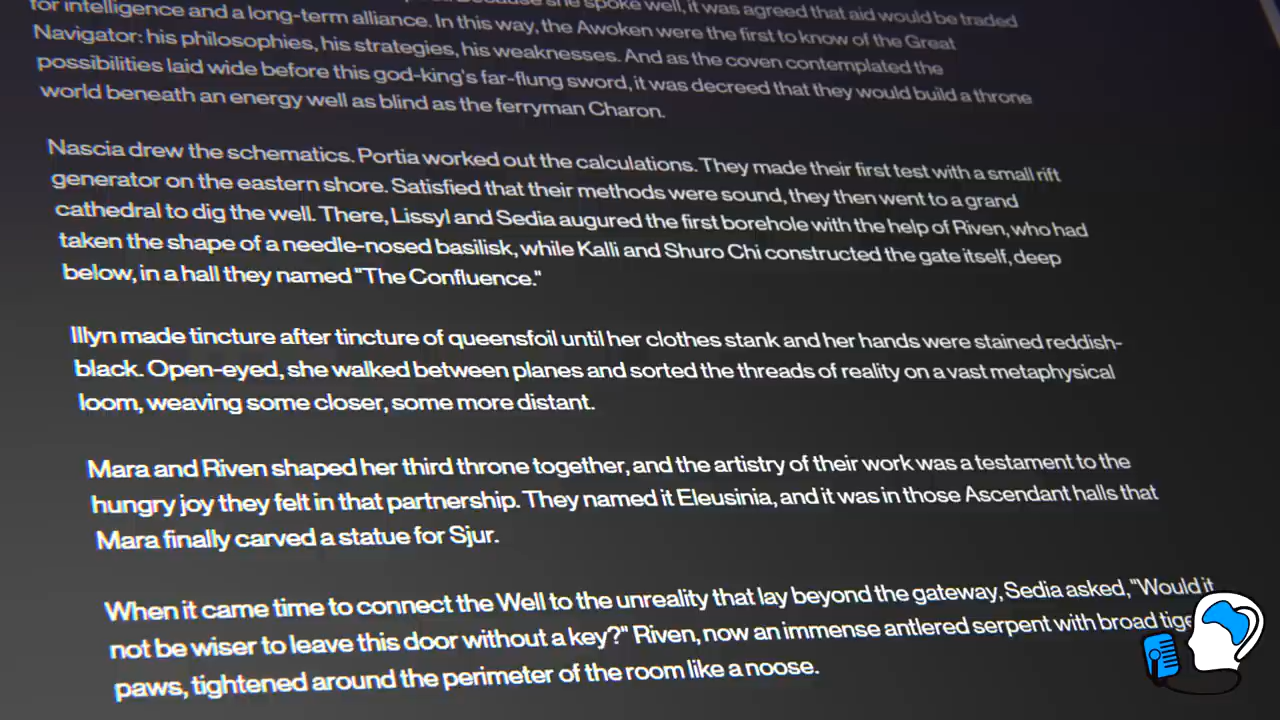 for intelligence and a long-term alliance. In this way, the Awoken were the first to know of the Great
Navigator: his philosophies, his strategies, his weaknesses. And as the coven contemplated the
possibilities laid wide before this god-king's far-flung sword, it was decreed that they would build a throne
world beneath an energy well as blind as the ferryman Charon.
Nascia drew the schematics. Portia worked out the calculations. They made their first test with a small rift
generator on the eastern shore. Satisfied that their methods were sound, they then went to a grand
cathedral to dig the well. There, Lissyl and Sedia augured the first borehole with the help of Riven, who had
taken the shape of a needle-nosed basilisk, while Kalli and Shuro Chi constructed the gate itself, deep
below, in a hall they named "The Confluence."
Illyn made tincture after tincture of queensfoil until her clothes stank and her hands were stained reddish-
black. Open-eyed, she walked between planes and sorted the threads of reality on a vast metaphysical
loom, weaving some closer, some more distant.
Mara and Riven shaped her third throne together, and the artistry of their work was a testament to the
hungry joy they felt in that partnership. They named it Eleusinia, and it was in those Ascendant halls that
Mara finally carved a statue for Sjur.
When it came time to connect the Well to the unreality that lay beyond the gateway, Sedia asked, "Would it
not be wiser to leave this door without a key?" Riven, now an immense antlered serpent with broad
paws, tightened around the perimeter of the room like a noose.